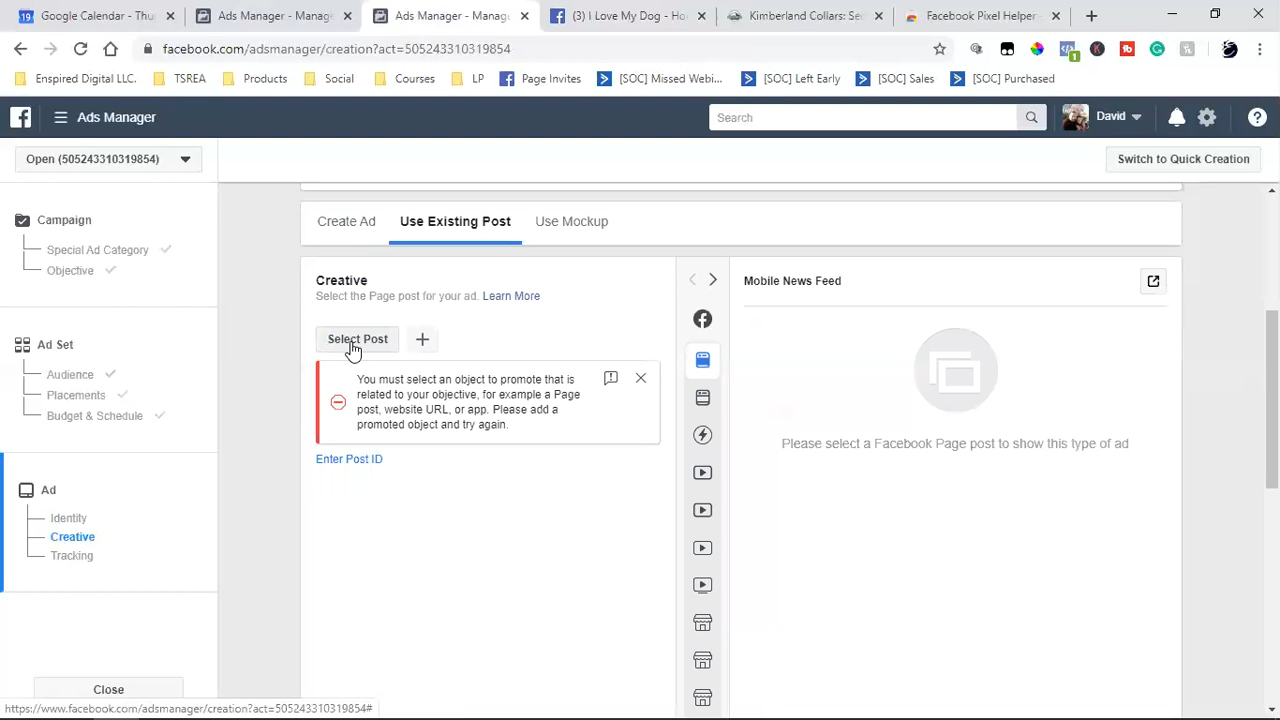 19 Google Calendar - Thu
Ads Manager - Manage
Ads Manager - Manag
(3) I Love My Dog - Ho
Kimberland Collars: Se
Facebook Pixel Helper -
facebook.com/adsmanager/creation?act=505243310319854
1
Enspired Digital LLC.
TSREA
Products
Social
Courses
LP
Page Invites
[SOC] Missed Webi...
[SOC] Left Early
[SOC] Sales
[SOC] Purchased
Ads Manager
Search
David
Open (505243310319854)
Switch to Quick Creation
Campaign
Special Ad Category
Objective
Ad Set
Audience
Placements
Budget & Schedule
Ad
Identity
Creative
Tracking
Close
Create Ad
Use Existing Post
Use Mockup
Creative
Select the Page post for your ad. Learn More
Select Post
You must select an object to promote that is
related to your objective, for example a Page
post, website URL, or app. Please add a
promoted object and try again.
Enter Post ID
Mobile News Feed
Please select a Facebook Page post to show this type of ad
https://www.facebook.com/adsmanager/creation?act=505243310319854#